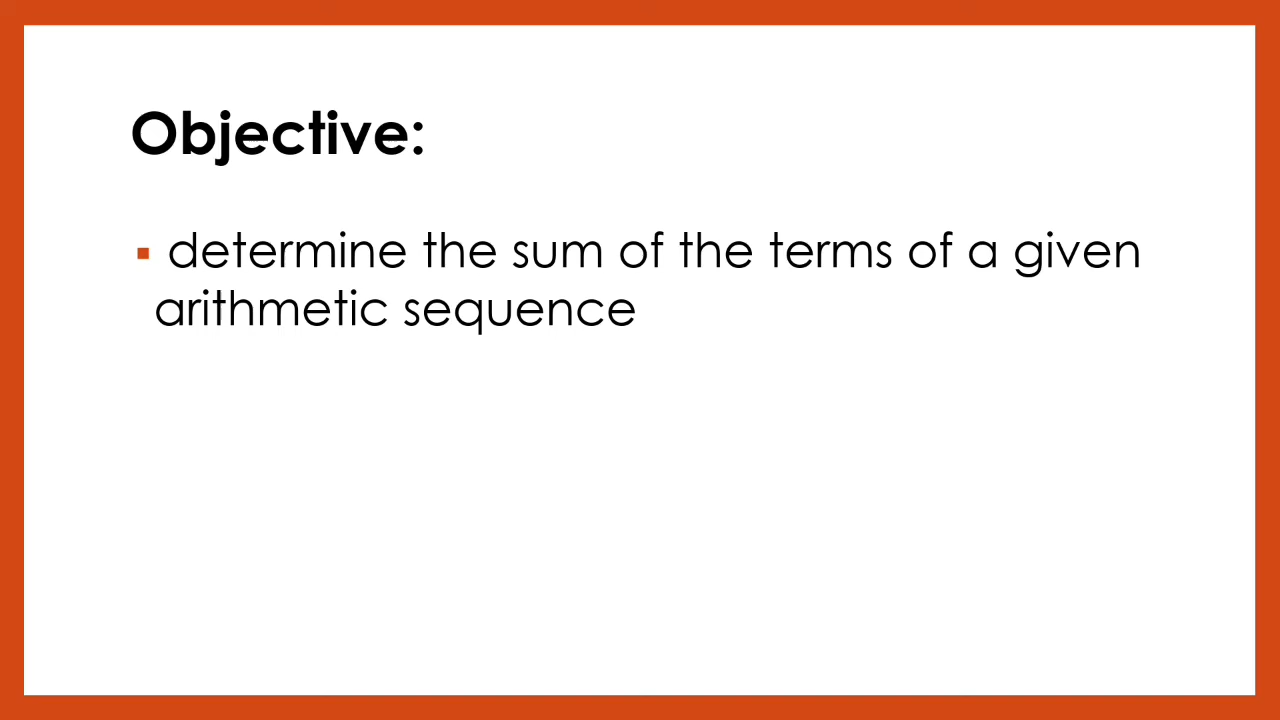 Objective:
▪ determine the sum of the terms of a given
arithmetic sequence